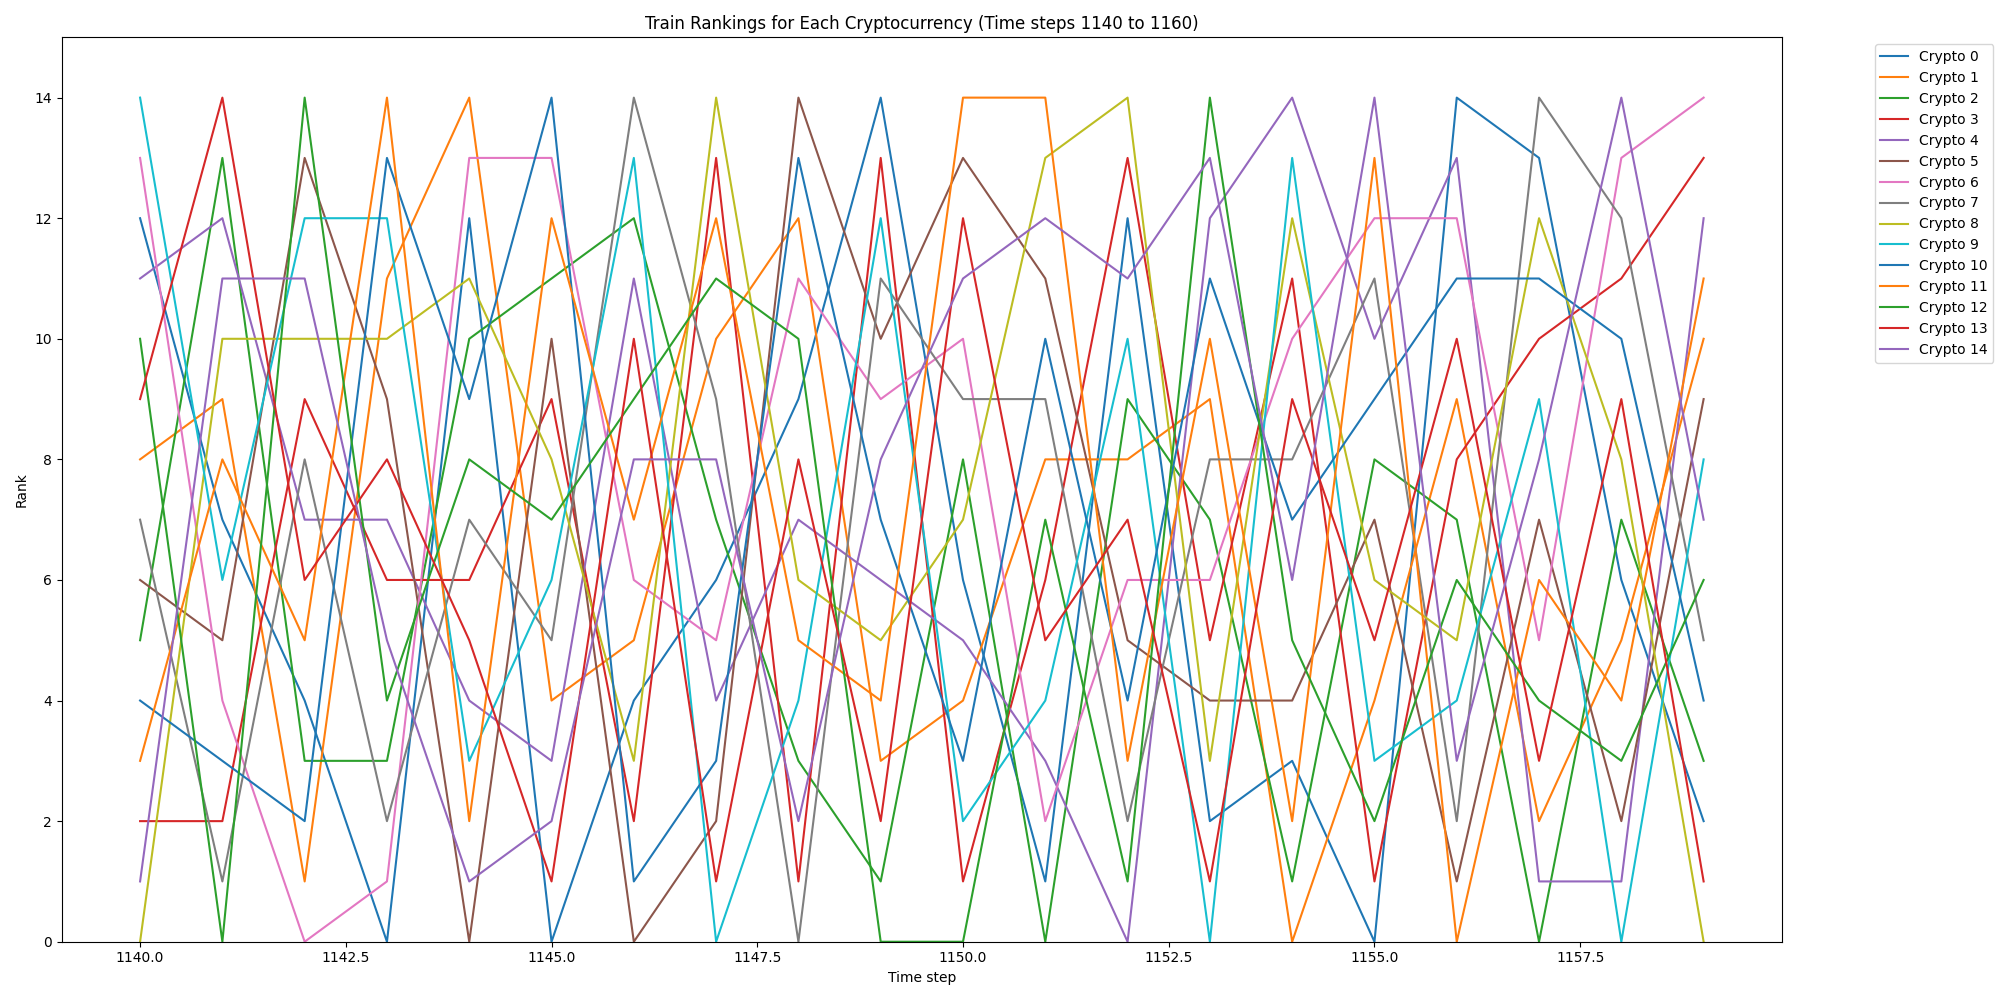 Train Rankings for Each Cryptocurrency (Time steps 1140 to 1160)
Rank
14
12
10
8
6
4
2
0
1140.0
1142.5
1145.0
1147.5
1150.0
1152.5
1155.0
1157.5
Time step
Crypto 0
Crypto 1
Crypto 2
Crypto 3
Crypto 4
Crypto 5
Crypto 6
Crypto 7
Crypto 8
Crypto 9
Crypto 10
Crypto 11
Crypto 12
Crypto 13
Crypto 14